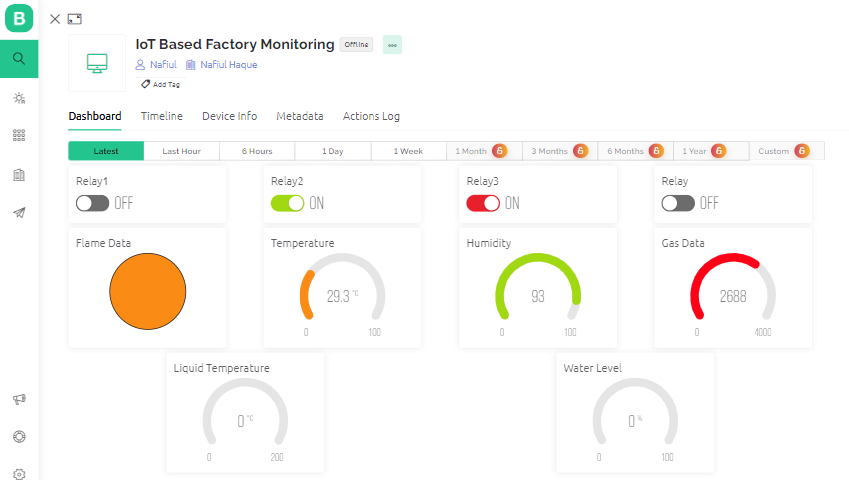 B
IoT Based Factory Monitoring Offline
Nafiul Nafiul Haque
Add Tag
Dashboard Timeline Device Info Metadata Actions Log
Latest Last Hour 6 Hours 1 Day 1 Week 1 Month 3 Months 6 Months 1 Year Custom
Relay1 Relay2 Relay3 Relay
OFF ON ON OFF
Flame Data Temperature Humidity Gas Data
29.3 °C 93 2688
0 100 0 100 0 4000
Liquid Temperature Water Level
0 °C 0 %
0 200 0 100